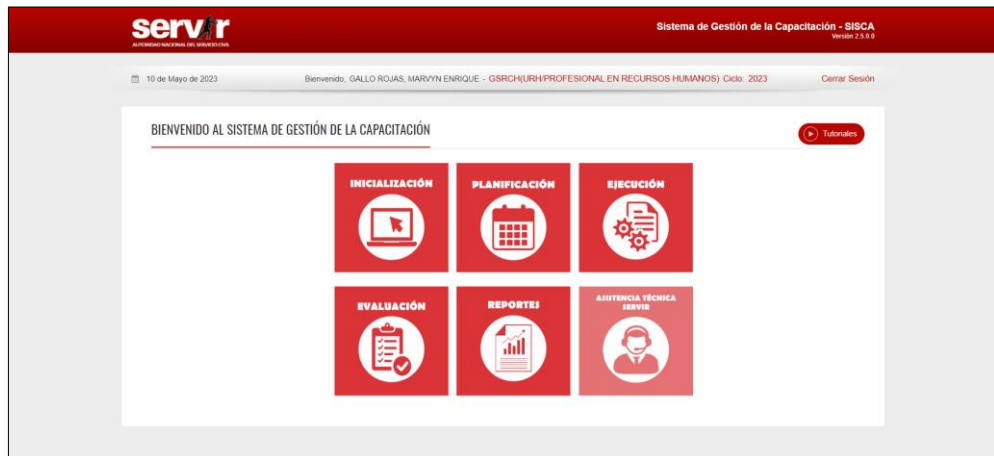 servir
AUTORIDAD NACIONAL DEL SERVICIO CIVIL
Sistema de Gestión de la Capacitación - SISCA
Versión 2.5.0.0
10 de Mayo de 2023
Bienvenido, GALLO ROJAS, MARVYN ENRIQUE - GSRCH(URH/PROFESIONAL EN RECURSOS HUMANOS) Ciclo: 2023
Cerrar Sesión
BIENVENIDO AL SISTEMA DE GESTIÓN DE LA CAPACITACIÓN
Tutoriales
INICIALIZACIÓN
PLANIFICACIÓN
EJECUCIÓN
EVALUACIÓN
REPORTES
ASISTENCIA TÉCNICA
SERVIR